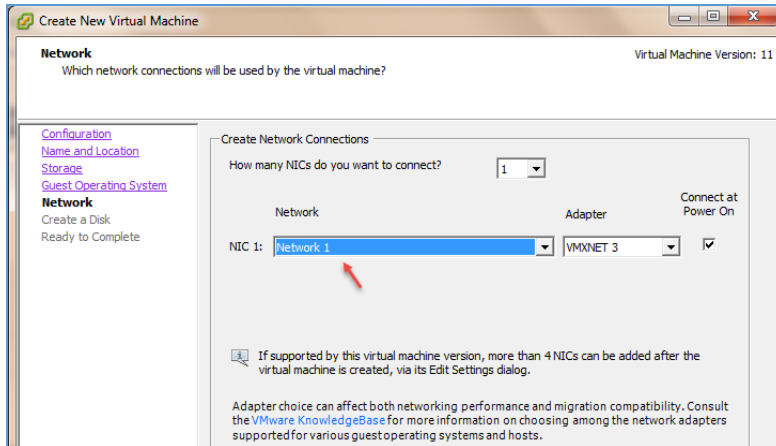 Create New Virtual Machine
Network
Virtual Machine Version: 11
Which network connections will be used by the virtual machine?
Configuration
Name and Location
Storage
Guest Operating System
Network
Create a Disk
Ready to Complete
Create Network Connections
How many NICs do you want to connect?
1
Network
Adapter
Connect at
Power On
NIC 1:
Network 1
VMXNET 3
If supported by this virtual machine version, more than 4 NICs can be added after the
virtual machine is created, via its Edit Settings dialog.
Adapter choice can affect both networking performance and migration compatibility. Consult
the VMware KnowledgeBase for more information on choosing among the network adapters
supported for various guest operating systems and hosts.